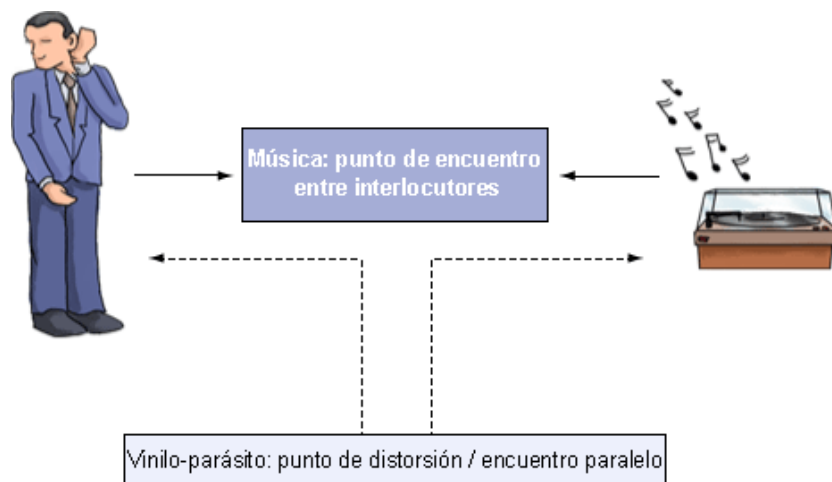 Música: punto de encuentro
entre interlocutores
Vinilo-parásito: punto de distorsión / encuentro paralelo